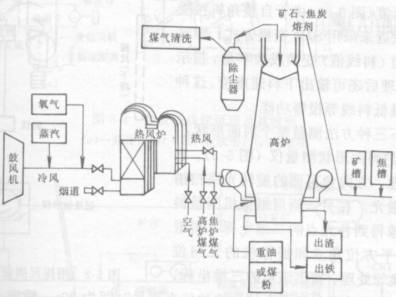 矿石、焦炭
熔剂
煤气清洗
除尘器
氧气
蒸汽
鼓风机
冷风
烟道
热风炉
热风
高炉
矿槽
焦槽
空气
高炉煤气
焦炉煤气
重油
或煤
粉
出渣
出铁